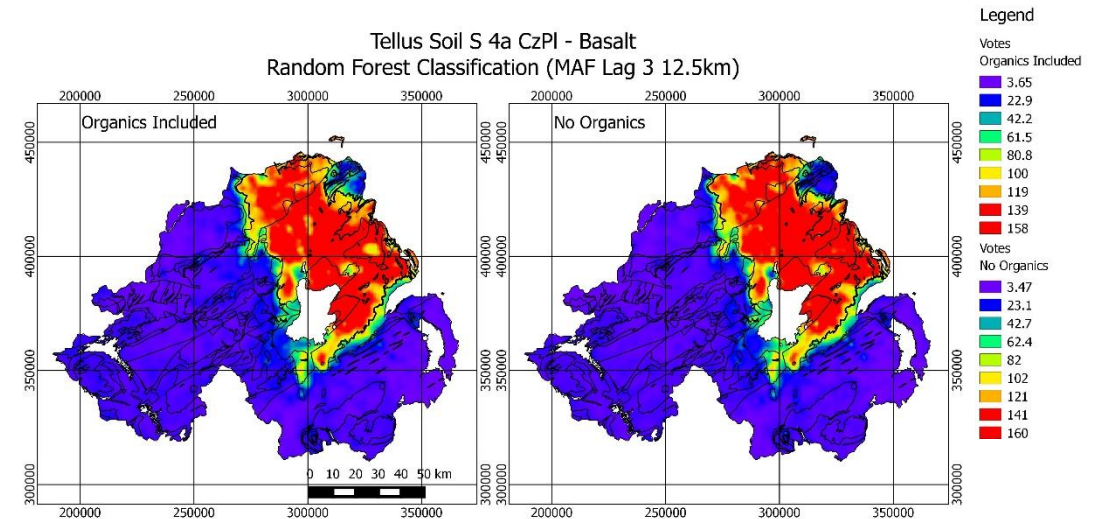 Tellus Soil S 4a CzPl - Basalt
Random Forest Classification (MAF Lag 3 12.5km)
200000 250000 300000 350000
200000 250000 300000 350000
Organics Included
No Organics
450000
400000
350000
300000
450000
400000
350000
300000
450000
400000
350000
300000
450000
400000
350000
300000
0 10 20 30 40 50 km
200000 250000 300000 350000
200000 250000 300000 350000
Legend
Votes
Organics Included
3.65
22.9
42.2
61.5
80.8
100
119
139
158
Votes
No Organics
3.47
23.1
42.7
62.4
82
102
121
141
160